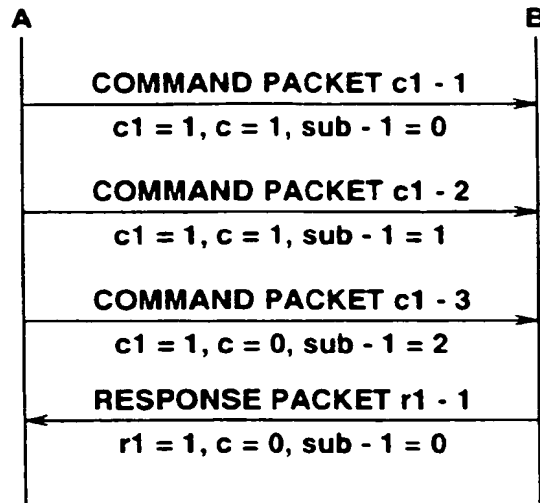 A B
COMMAND PACKET c1 - 1
c1 = 1, c = 1, sub - 1 = 0
COMMAND PACKET c1 - 2
c1 = 1, c = 1, sub - 1 = 1
COMMAND PACKET c1 - 3
c1 = 1, c = 0, sub - 1 = 2
RESPONSE PACKET r1 - 1
r1 = 1, c = 0, sub - 1 = 0